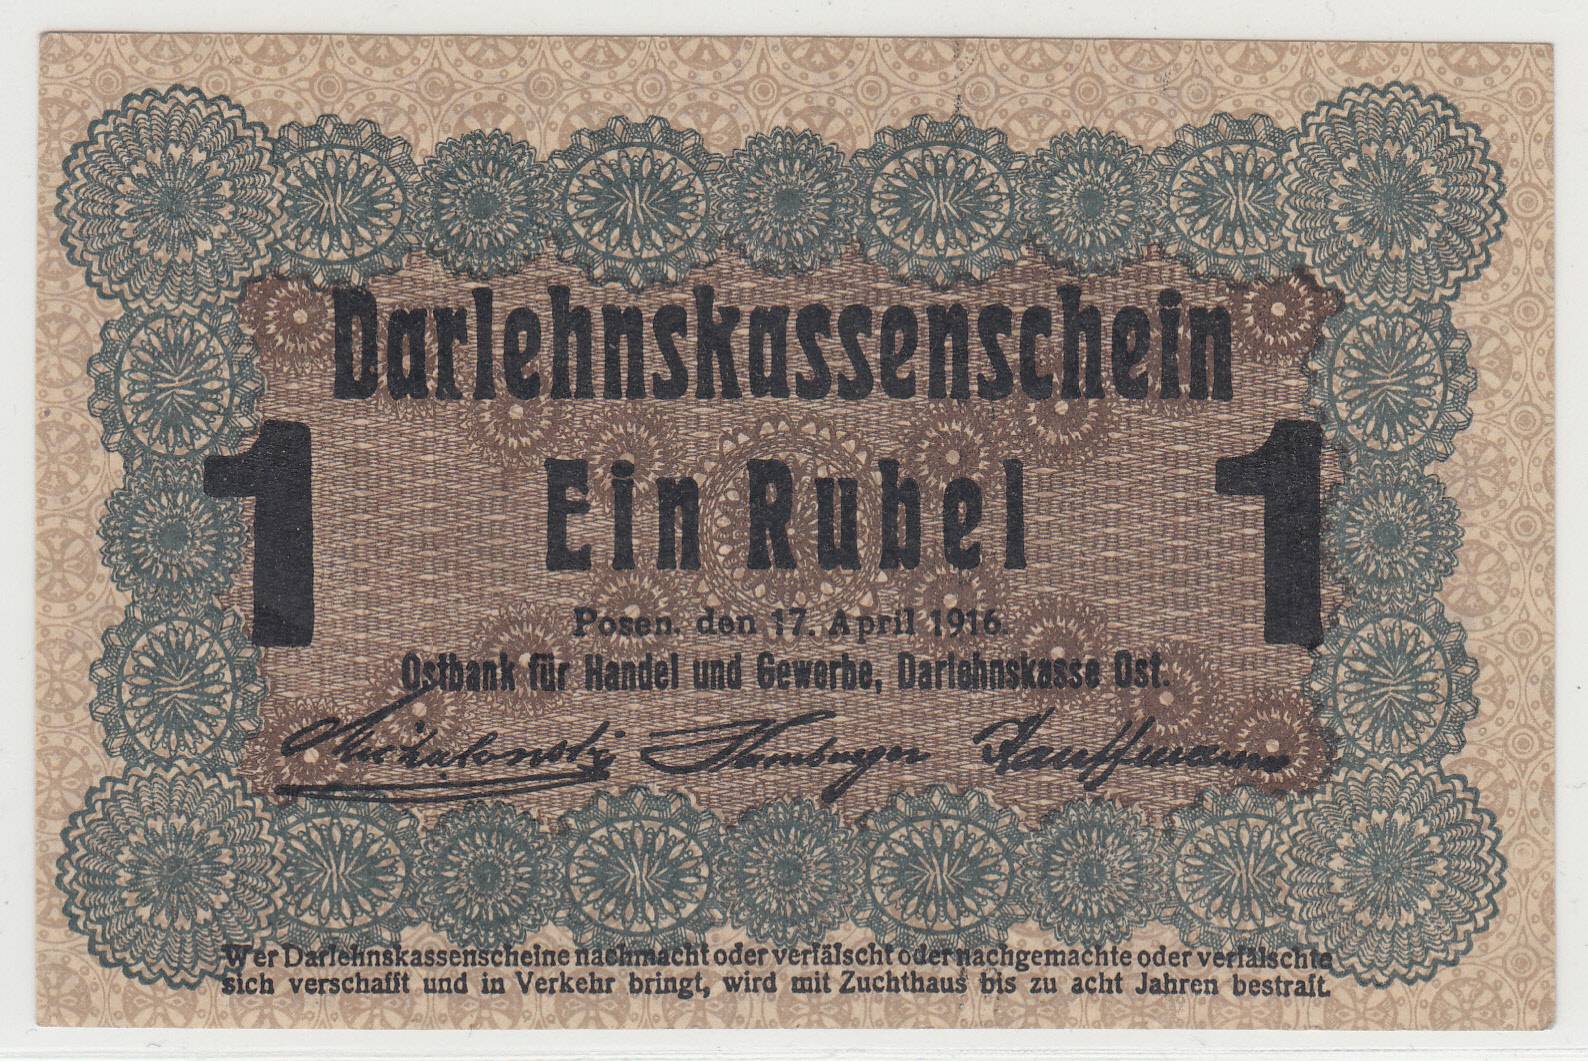 Darlehnskassenschein
1 Ein Rubel 1
Posen, den 17. April 1916.
Ostbank für Handel und Gewerbe, Darlehnskasse Ost.
Hamburger Kauffmann
Wer Darlehnskassenscheine nachmacht oder verfälscht oder nachgemachte oder verfälschte
sich verschafft und in Verkehr bringt, wird mit Zuchthaus bis zu acht Jahren bestraft.